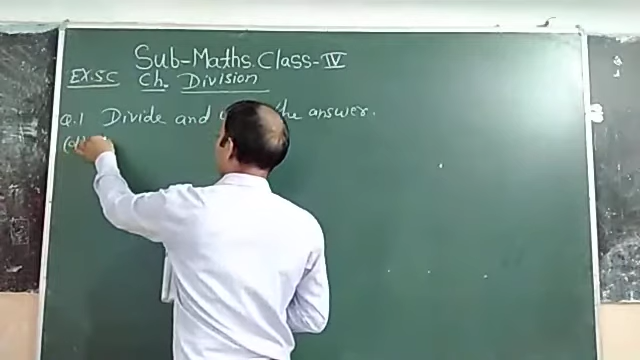 Sub-Maths. Class-IV
EX.5C Ch. Division
Q.1 Divide and the answer.
(d)